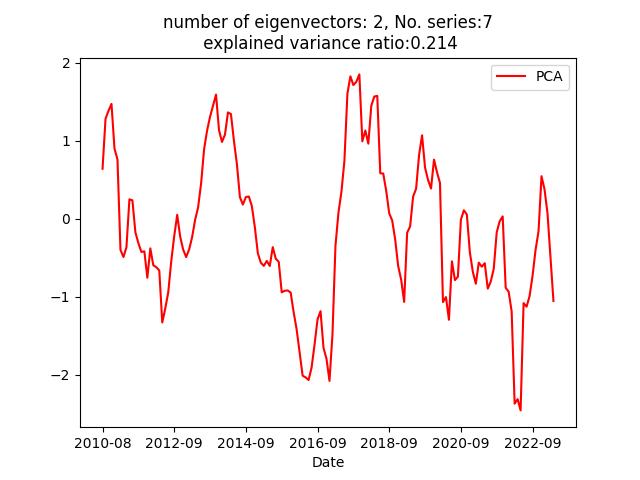 number of eigenvectors: 2, No. series:7
explained variance ratio:0.214
PCA
2
1
0
−1
−2
2010-08 2012-09 2014-09 2016-09 2018-09 2020-09 2022-09
Date